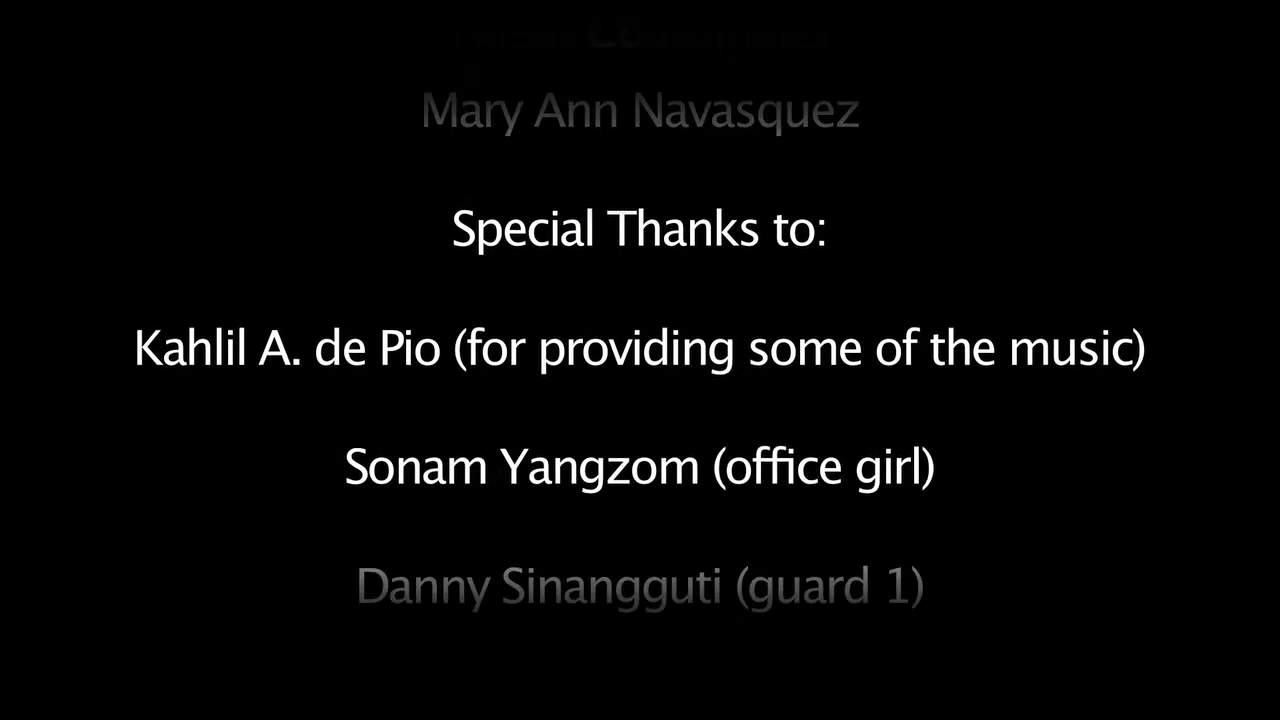 Mary Ann Navasquez
Special Thanks to:
Kahlil A. de Pio (for providing some of the music)
Sonam Yangzom (office girl)
Danny Sinangguti (guard 1)